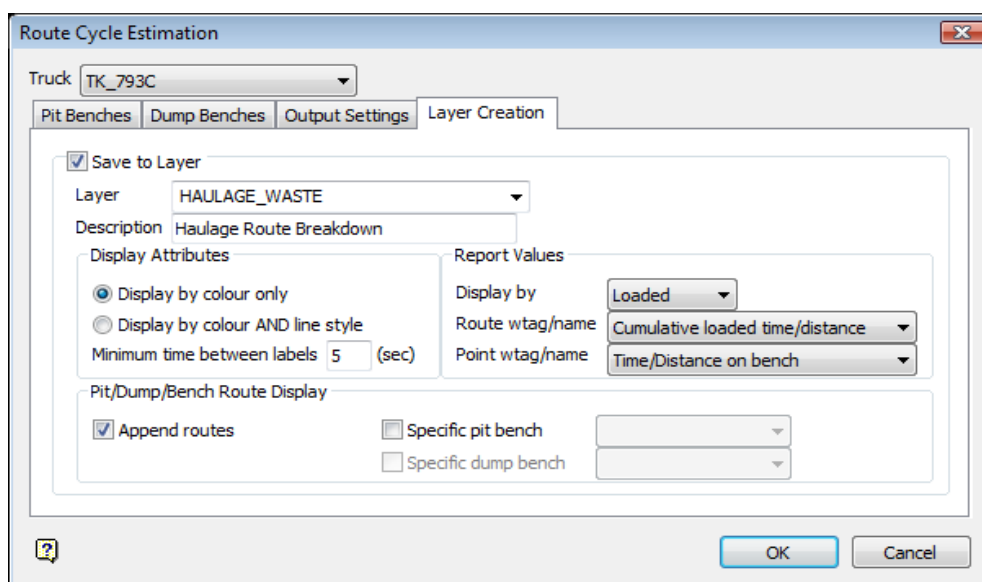 Route Cycle Estimation
Truck TK_793C
Pit Benches Dump Benches Output Settings Layer Creation
Save to Layer
Layer HAULAGE_WASTE
Description Haulage Route Breakdown
Display Attributes Report Values
Display by colour only Display by Loaded
Display by colour AND line style Route wtag/name Cumulative loaded time/distance
Minimum time between labels 5 (sec) Point wtag/name Time/Distance on bench
Pit/Dump/Bench Route Display
Append routes Specific pit bench
Specific dump bench
OK Cancel